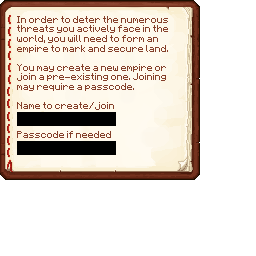 In order to deter the numerous
threats you actively face in the
world, you will need to form an
empire to mark and secure land.
You may create a new empire or
join a pre-existing one. Joining
may require a passcode.
Name to create/join
Passcode if needed